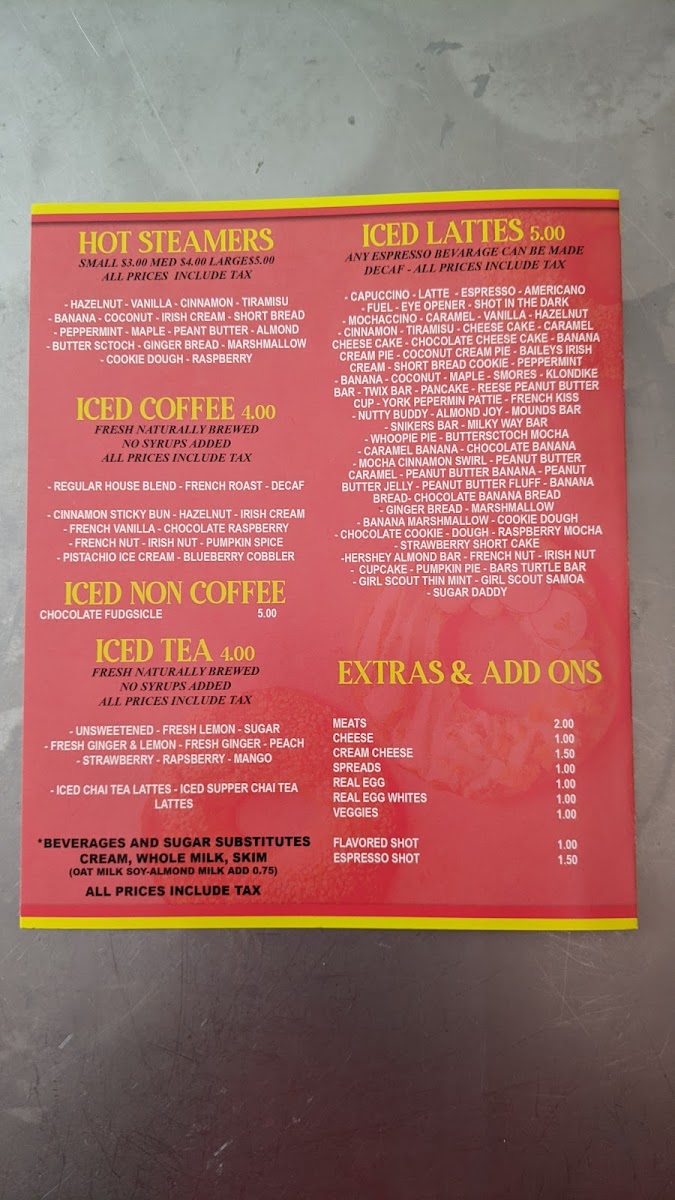 HOT STEAMERS
SMALL $3.00 MED $4.00 LARGE$5.00
ALL PRICES INCLUDE TAX
- HAZELNUT - VANILLA - CINNAMON - TIRAMISU
- BANANA - COCONUT - IRISH CREAM - SHORT BREAD
- PEPPERMINT - MAPLE - PEANT BUTTER - ALMOND
- BUTTER SCTOCH - GINGER BREAD - MARSHMALLOW
- COOKIE DOUGH - RASPBERRY
ICED COFFEE 4.00
FRESH NATURALLY BREWED
NO SYRUPS ADDED
ALL PRICES INCLUDE TAX
- REGULAR HOUSE BLEND - FRENCH ROAST - DECAF
- CINNAMON STICKY BUN - HAZELNUT - IRISH CREAM
- FRENCH VANILLA - CHOCOLATE RASPBERRY
- FRENCH NUT - IRISH NUT - PUMPKIN SPICE
- PISTACHIO ICE CREAM - BLUEBERRY COBBLER
ICED NON COFFEE
CHOCOLATE FUDGSICLE 5.00
ICED TEA 4.00
FRESH NATURALLY BREWED
NO SYRUPS ADDED
ALL PRICES INCLUDE TAX
- UNSWEETENED - FRESH LEMON - SUGAR
- FRESH GINGER & LEMON - FRESH GINGER - PEACH
- STRAWBERRY - RAPSBERRY - MANGO
- ICED CHAI TEA LATTES - ICED SUPPER CHAI TEA
LATTES
*BEVERAGES AND SUGAR SUBSTITUTES
CREAM, WHOLE MILK, SKIM
(OAT MILK SOY-ALMOND MILK ADD 0.75)
ALL PRICES INCLUDE TAX
ICED LATTES 5.00
ANY ESPRESSO BEVARAGE CAN BE MADE
DECAF - ALL PRICES INCLUDE TAX
- CAPUCCINO - LATTE - ESPRESSO - AMERICANO
- FUEL - EYE OPENER - SHOT IN THE DARK
- MOCHACCINO - CARAMEL - VANILLA - HAZELNUT
- CINNAMON - TIRAMISU - CHEESE CAKE - CARAMEL
CHEESE CAKE - CHOCOLATE CHEESE CAKE - BANANA
CREAM PIE - COCONUT CREAM PIE - BAILEYS IRISH
CREAM - SHORT BREAD COOKIE - PEPPERMINT
- BANANA - COCONUT - MAPLE - SMORES - KLONDIKE
BAR - TWIX BAR - PANCAKE - REESE PEANUT BUTTER
CUP - YORK PEPERMIN PATTIE - FRENCH KISS
- NUTTY BUDDY - ALMOND JOY - MOUNDS BAR
- SNIKERS BAR - MILKY WAY BAR
- WHOOPIE PIE - BUTTERSCTOCH MOCHA
- CARAMEL BANANA - CHOCOLATE BANANA
- MOCHA CINNAMON SWIRL - PEANUT BUTTER
CARAMEL - PEANUT BUTTER BANANA - PEANUT
BUTTER JELLY - PEANUT BUTTER FLUFF - BANANA
BREAD- CHOCOLATE BANANA BREAD
- GINGER BREAD - MARSHMALLOW
- BANANA MARSHMALLOW - COOKIE DOUGH
- CHOCOLATE COOKIE - DOUGH - RASPBERRY MOCHA
- STRAWBERRY SHORT CAKE
-HERSHEY ALMOND BAR - FRENCH NUT - IRISH NUT
- CUPCAKE - PUMPKIN PIE - BARS TURTLE BAR
- GIRL SCOUT THIN MINT - GIRL SCOUT SAMOA
- SUGAR DADDY
EXTRAS & ADD ONS
MEATS 2.00
CHEESE 1.00
CREAM CHEESE 1.50
SPREADS 1.00
REAL EGG 1.00
REAL EGG WHITES 1.00
VEGGIES 1.00
FLAVORED SHOT 1.00
ESPRESSO SHOT 1.50